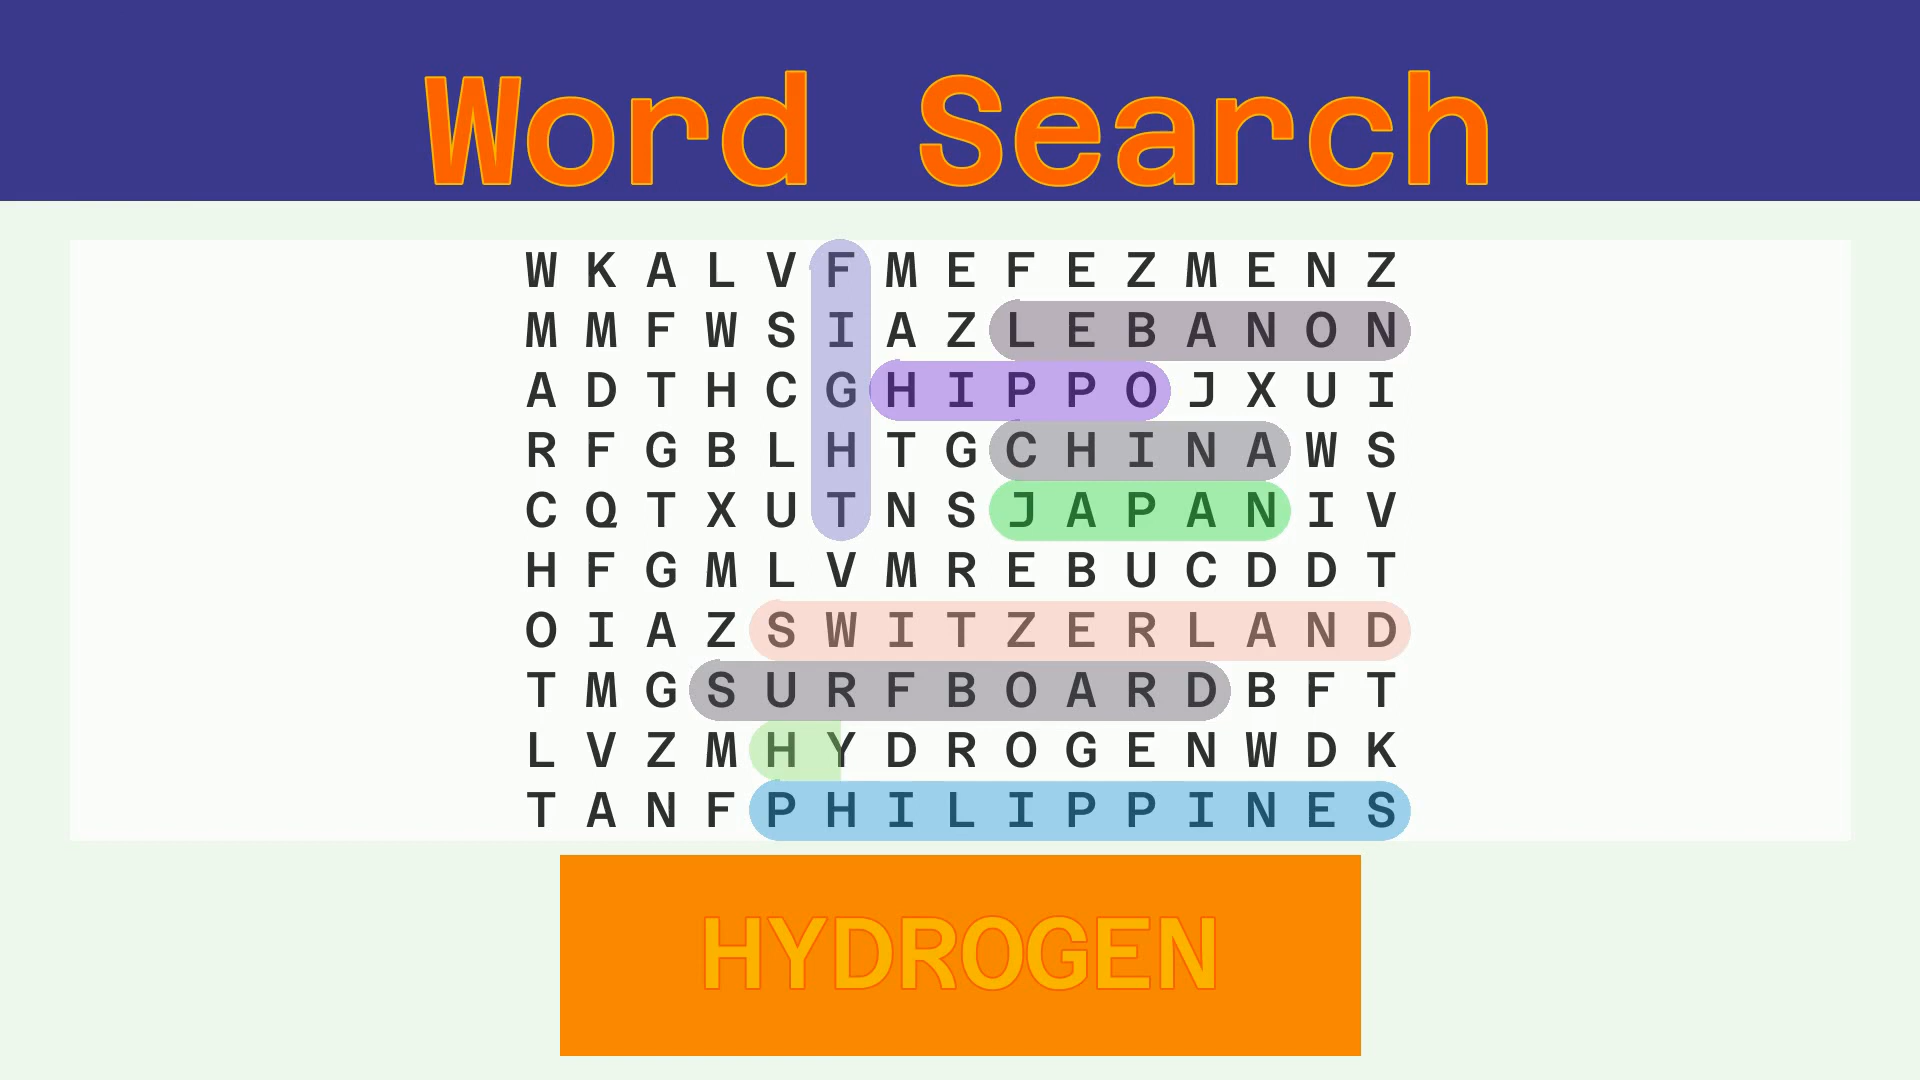 Word Search
W K A L V F M E F E Z M E N Z
M M F W S I A Z L E B A N O N
A D T H C G H I P P O J X U I
R F G B L H T G C H I N A W S
C Q T X U T N S J A P A N I V
H F G M L V M R E B U C D D T
O I A Z S W I T Z E R L A N D
T M G S U R F B O A R D B F T
L V Z M H Y D R O G E N W D K
T A N F P H I L I P P I N E S
HYDROGEN